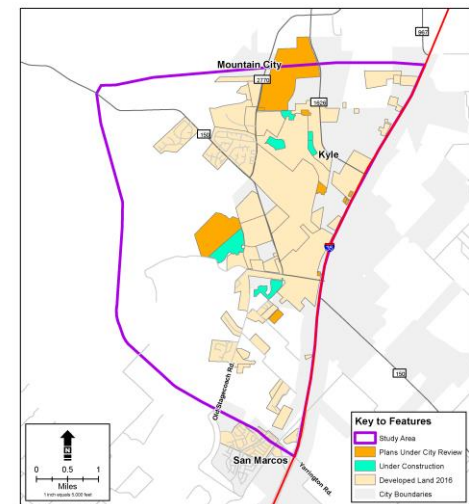 967
Mountain City
2770
1626
150
Kyle
35
150
Old Stagecoach Rd.
San Marcos
Yarrington Rd.
N
0 0.5 1
Miles
1 inch equals 5,000 feet
Key to Features
Study Area
Plans Under City Review
Under Construction
Developed Land 2016
City Boundaries